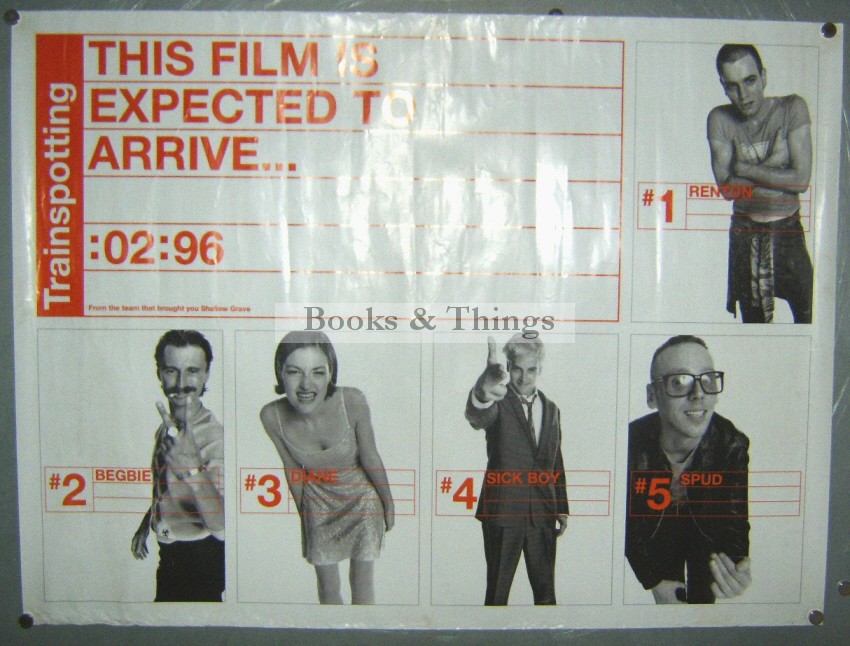 Trainspotting
THIS FILM IS
EXPECTED TO
ARRIVE...
:02:96
From the team that brought you Shallow Grave
#1 RENTON
Books & Things
#2 BEGBIE
#3 DIANE
#4 SICK BOY
#5 SPUD